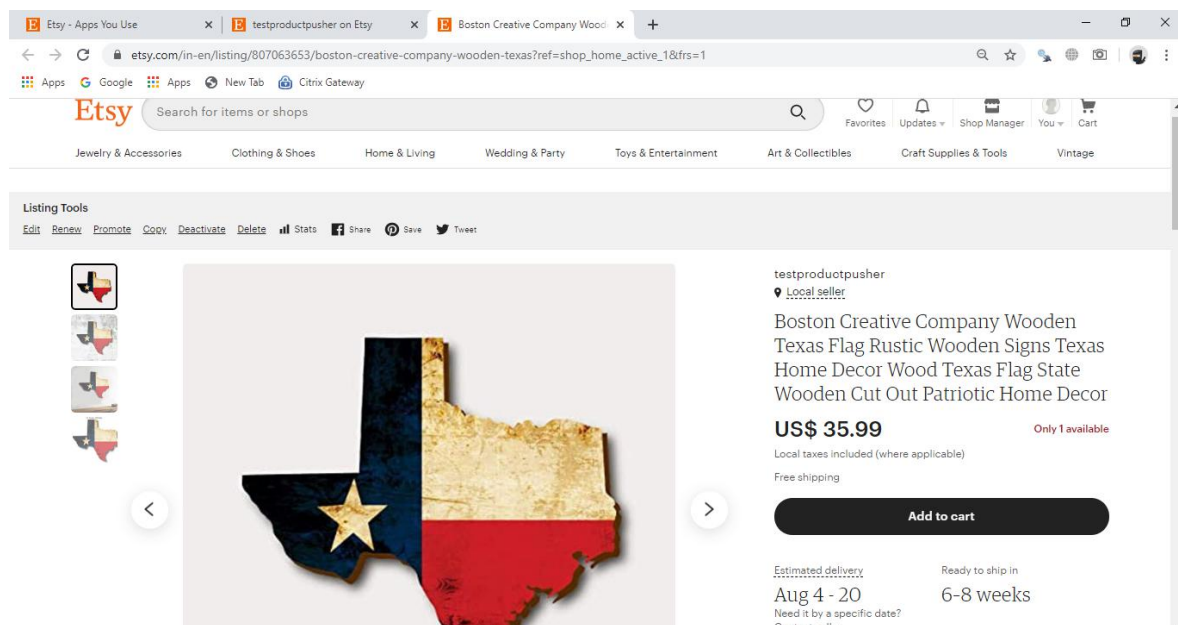 Etsy - Apps You Use
testproductpusher on Etsy
Boston Creative Company Wood
etsy.com/in-en/listing/807063653/boston-creative-company-wooden-texas?ref=shop_home_active_1&frs=1
Apps Google Apps New Tab Citrix Gateway
Etsy Search for items or shops
Favorites Updates Shop Manager You Cart
Jewelry & Accessories Clothing & Shoes Home & Living Wedding & Party Toys & Entertainment Art & Collectibles Craft Supplies & Tools Vintage
Listing Tools
Edit Renew Promote Copy Deactivate Delete Stats Share Save Tweet
testproductpusher
Local seller
Boston Creative Company Wooden
Texas Flag Rustic Wooden Signs Texas
Home Decor Wood Texas Flag State
Wooden Cut Out Patriotic Home Decor
US$ 35.99 Only 1 available
Local taxes included (where applicable)
Free shipping
Add to cart
Estimated delivery Ready to ship in
Aug 4 - 20 6-8 weeks
Need it by a specific date?